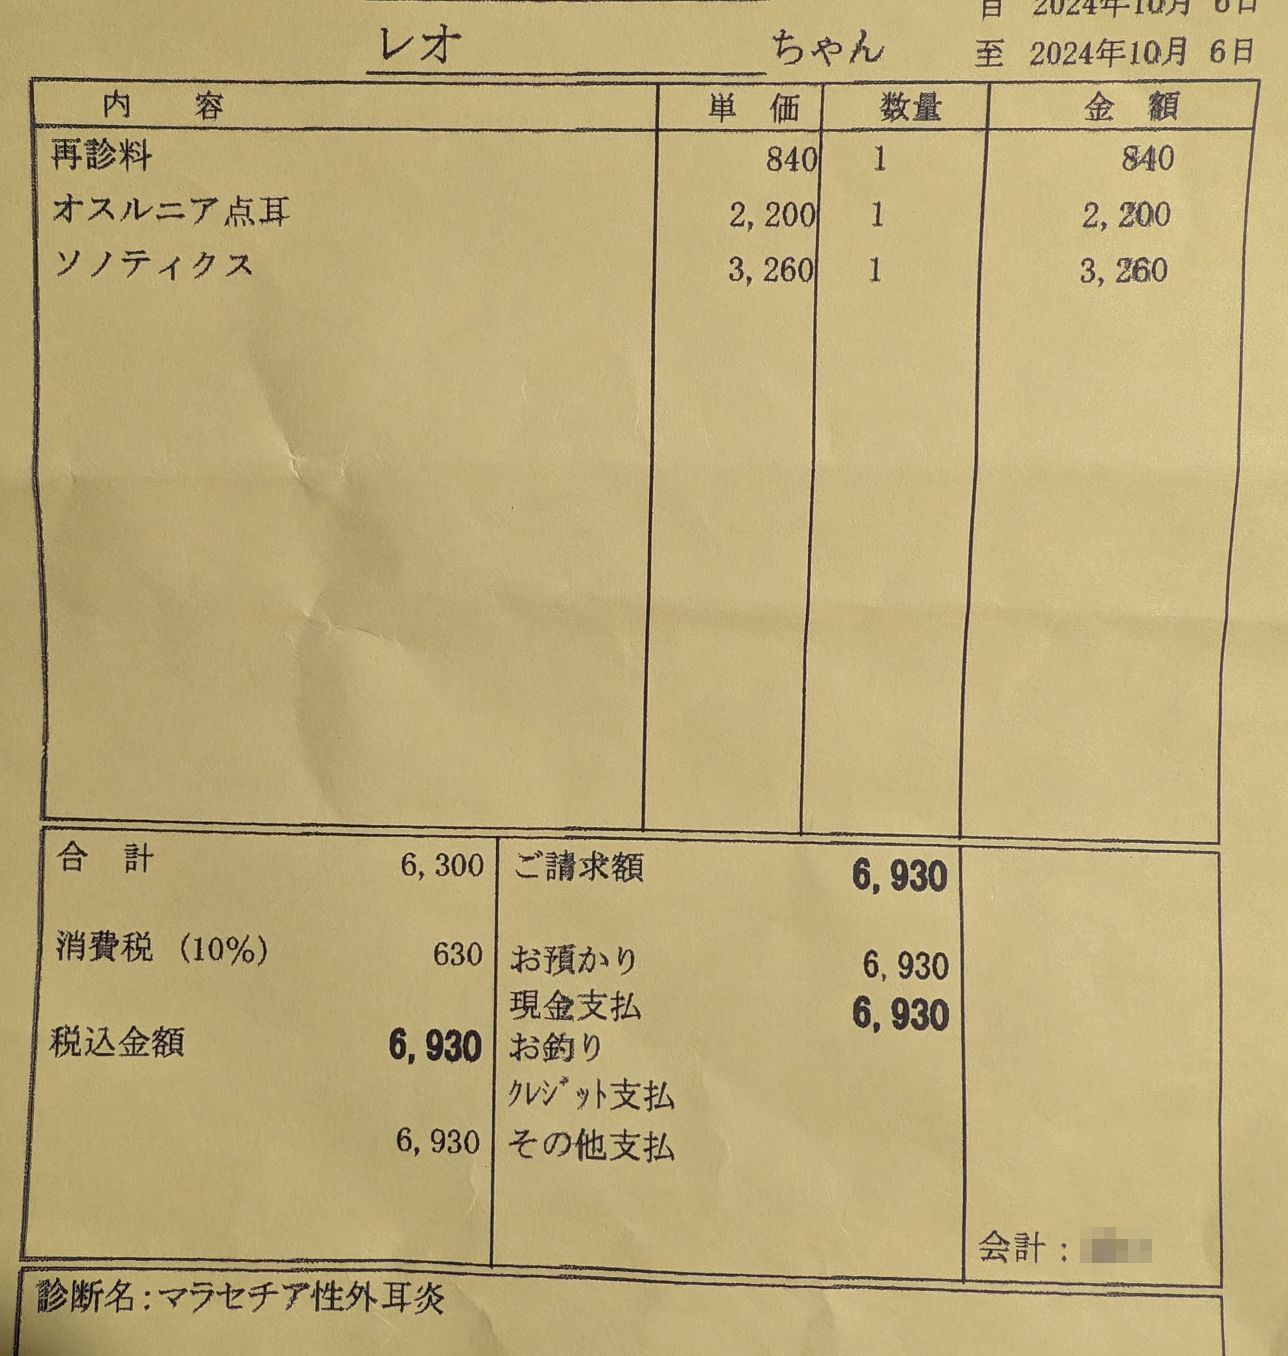 自 2024年10月 6日
レオ ちゃん 至 2024年10月 6日
内 容 単 価 数量 金 額
再診料 840 1 840
オスルニア点耳 2,200 1 2,200
ソノティクス 3,260 1 3,260
合 計 6,300 ご請求額 6,930
消費税 (10%) 630 お預かり 6,930
現金支払 6,930
税込金額 6,930 お釣り
ｸﾚｼﾞｯﾄ支払
6,930 その他支払
会計:
診断名:マラセチア性外耳炎